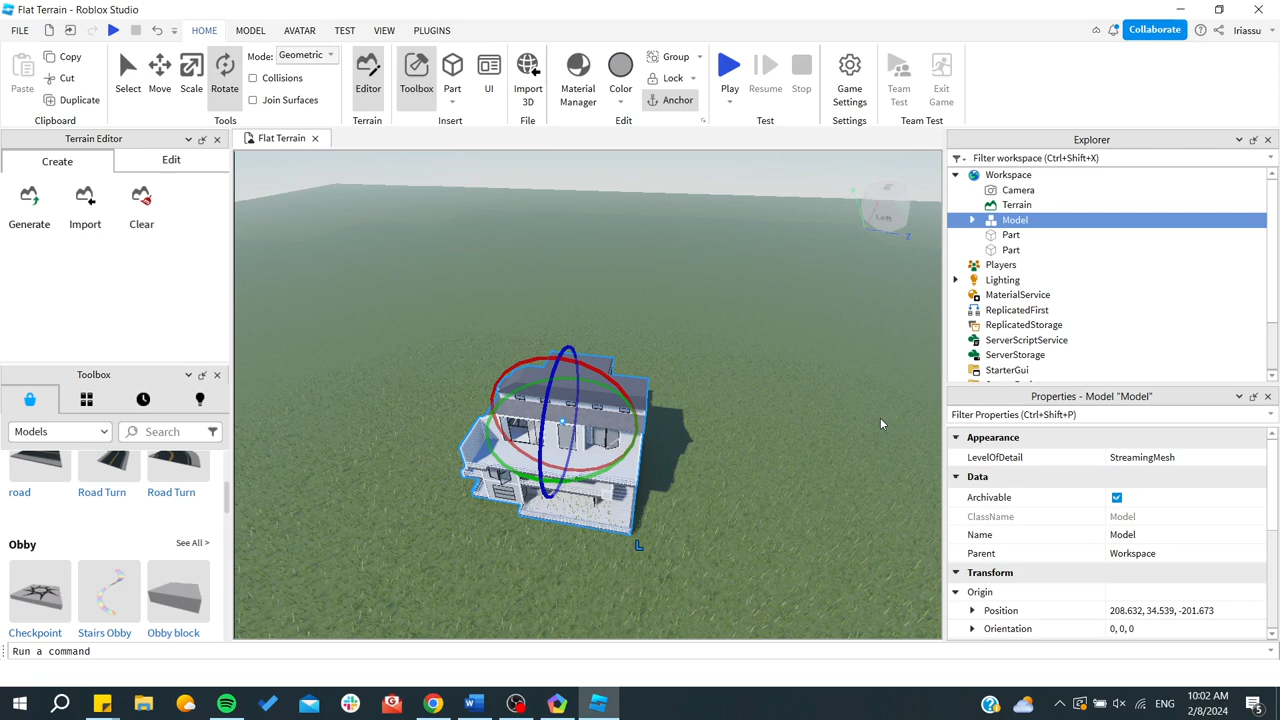 Flat Terrain - Roblox Studio
FILE HOME MODEL AVATAR TEST VIEW PLUGINS Collaborate Iriassu
Paste Copy Cut Duplicate Clipboard
Select Move Scale Rotate Mode: Geometric Collisions Join Surfaces Tools
Editor Terrain
Toolbox Part UI Insert
Import 3D File
Material Manager Color Group Lock Anchor Edit
Play Resume Stop Test
Game Settings Settings
Team Test Exit Game Team Test
Terrain Editor
Create Edit
Generate Import Clear
Toolbox
Models Search
road Road Turn Road Turn
Obby See All >
Checkpoint Stairs Obby Obby block
Flat Terrain
Left
Y
Z
L
Explorer
Filter workspace (Ctrl+Shift+X)
Workspace
Camera
Terrain
Model
Part
Part
Players
Lighting
MaterialService
ReplicatedFirst
ReplicatedStorage
ServerScriptService
ServerStorage
StarterGui
Properties - Model "Model"
Filter Properties (Ctrl+Shift+P)
Appearance
LevelOfDetail StreamingMesh
Data
Archivable
ClassName Model
Name Model
Parent Workspace
Transform
Origin
Position 208.632, 34.539, -201.673
Orientation 0, 0, 0
Run a command
ENG
10:02 AM
2/8/2024
5